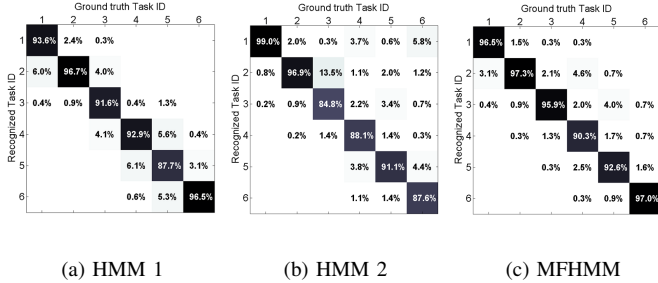 Ground truth Task ID
1 2 3 4 5 6
Recognized Task ID
1 93.6% 2.4% 0.3%
2 6.0% 96.7% 4.0%
3 0.4% 0.9% 91.6% 0.4% 1.3%
4 4.1% 92.9% 5.6% 0.4%
5 6.1% 87.7% 3.1%
6 0.6% 5.3% 96.5%
(a) HMM 1
Ground truth Task ID
1 2 3 4 5 6
Recognized Task ID
1 99.0% 2.0% 0.3% 3.7% 0.6% 5.8%
2 0.8% 96.9% 13.5% 1.1% 2.0% 1.2%
3 0.2% 0.9% 84.8% 2.2% 3.4% 0.7%
4 0.2% 1.4% 88.1% 1.4% 0.3%
5 3.8% 91.1% 4.4%
6 1.1% 1.4% 87.6%
(b) HMM 2
Ground truth Task ID
1 2 3 4 5 6
Recognized Task ID
1 96.5% 1.5% 0.3% 0.3%
2 3.1% 97.3% 2.1% 4.6% 0.7%
3 0.4% 0.9% 95.9% 2.0% 4.0% 0.7%
4 0.3% 1.3% 90.3% 1.7% 0.7%
5 0.3% 2.5% 92.6% 1.6%
6 0.3% 0.9% 97.0%
(c) MFHMM